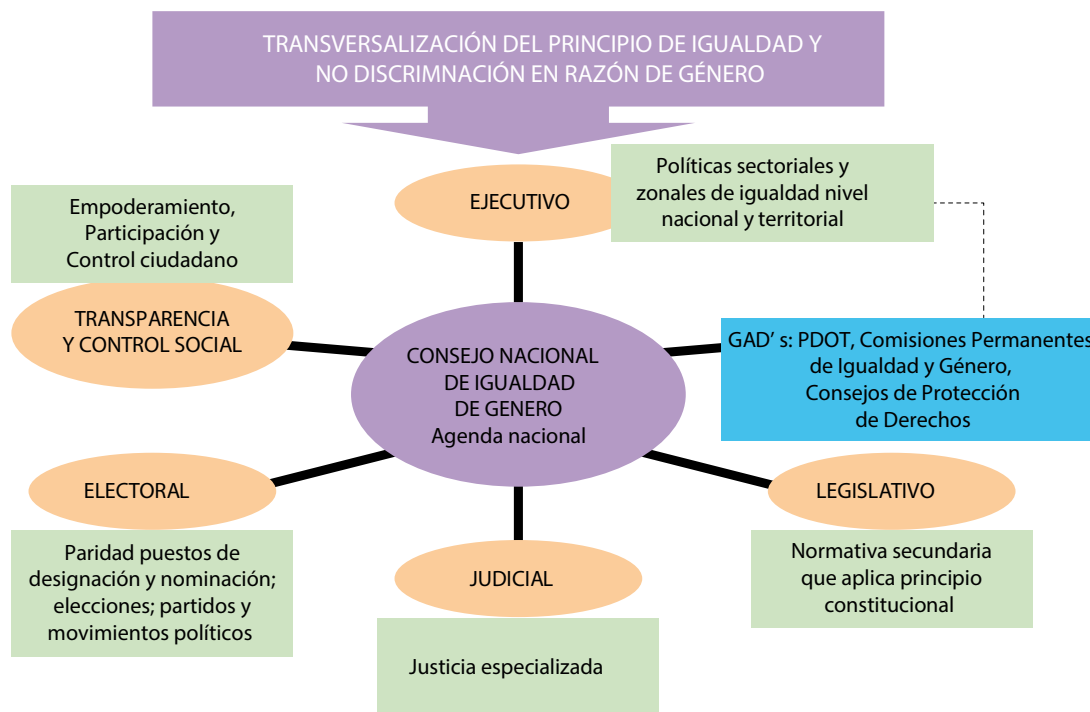 TRANSVERSALIZACIÓN DEL PRINCIPIO DE IGUALDAD Y
NO DISCRIMNACIÓN EN RAZÓN DE GÉNERO
EJECUTIVO
Políticas sectoriales y
zonales de igualdad nivel
nacional y territorial
Empoderamiento,
Participación y
Control ciudadano
TRANSPARENCIA
Y CONTROL SOCIAL
CONSEJO NACIONAL
DE IGUALDAD
DE GENERO
Agenda nacional
GAD' s: PDOT, Comisiones Permanentes
de Igualdad y Género,
Consejos de Protección
de Derechos
ELECTORAL
Paridad puestos de
designación y nominación;
elecciones; partidos y
movimientos políticos
JUDICIAL
Justicia especializada
LEGISLATIVO
Normativa secundaria
que aplica principio
constitucional